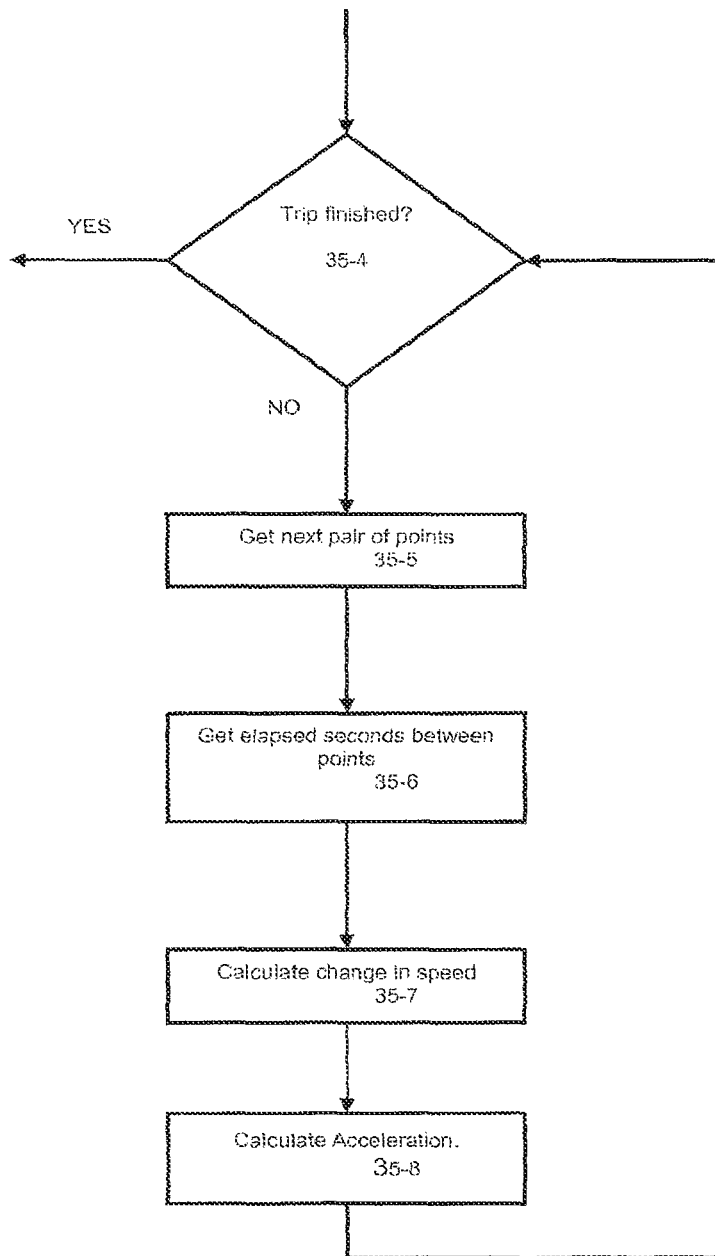 Trip finished?
YES
35-4
NO
Get next pair of points
35-5
Get elapsed seconds between
points
35-6
Calculate change in speed
35-7
Calculate Acceleration.
35-8